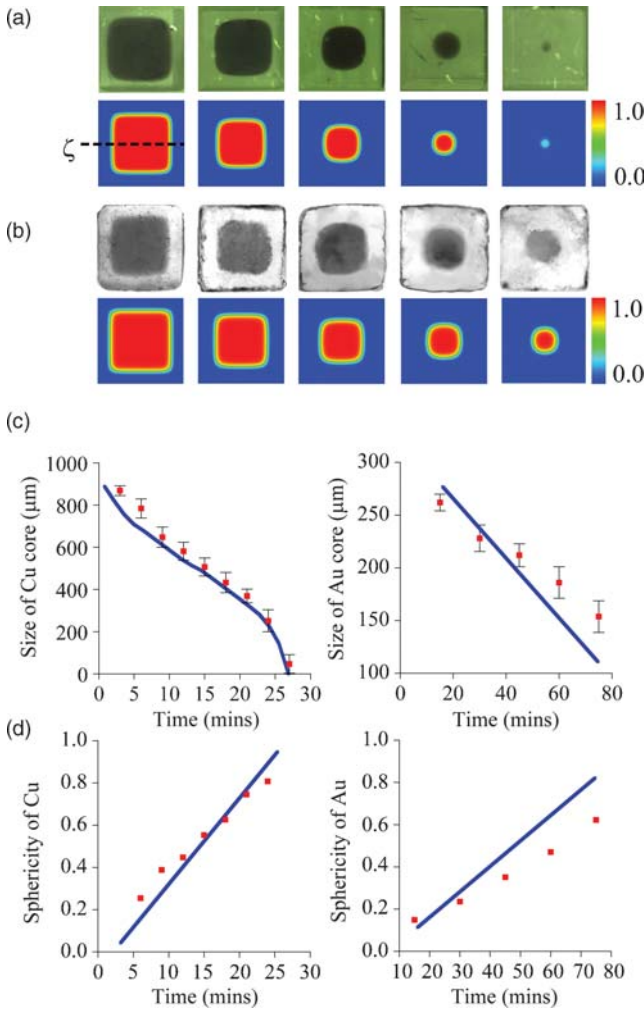 (a)
ζ
1.0
0.0
(b)
1.0
0.0
(c)
Size of Cu core (μm)
1000
800
600
400
200
0
0 5 10 15 20 25 30
Time (mins)
Size of Au core (μm)
300
250
200
150
100
0 20 40 60 80
Time (mins)
(d)
Sphericity of Cu
1.0
0.8
0.6
0.4
0.2
0.0
0 5 10 15 20 25 30
Time (mins)
Sphericity of Au
1.0
0.8
0.6
0.4
0.2
0.0
10 20 30 40 50 60 70 80
Time (mins)